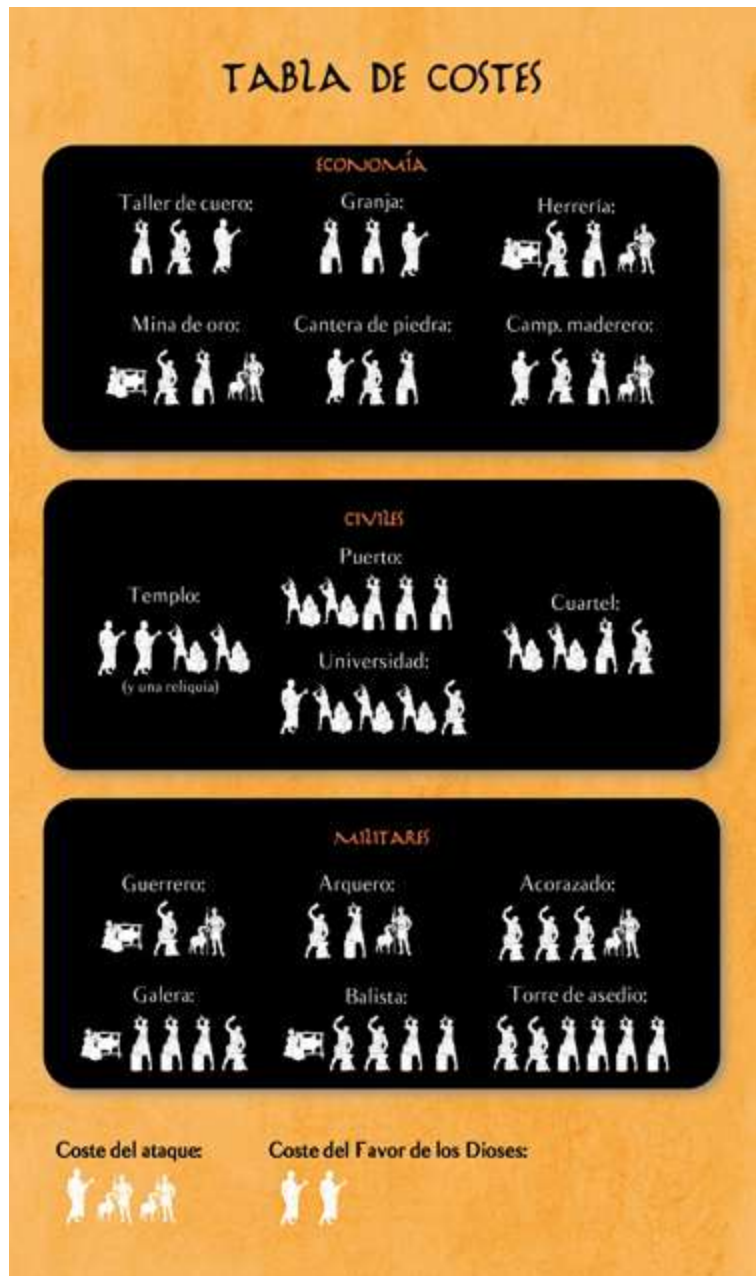 TABLA DE COSTES
ECONOMÍA
Taller de cuero:
Granja:
Herrería:
Mina de oro:
Cantera de piedra:
Camp. maderero:
CIVILES
Puerto:
Templo:
(y una reliquia)
Cuartel:
Universidad:
MILITARES
Guerrero:
Arquero:
Acorazado:
Galera:
Balista:
Torre de asedio:
Coste del ataque:
Coste del Favor de los Dioses: